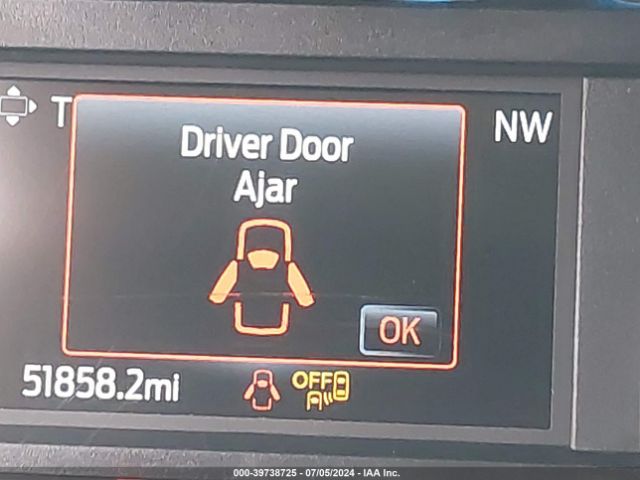 T
NW
Driver Door
Ajar
OK
51858.2mi
OFF
000-39738725 - 07/05/2024 - IAA Inc.